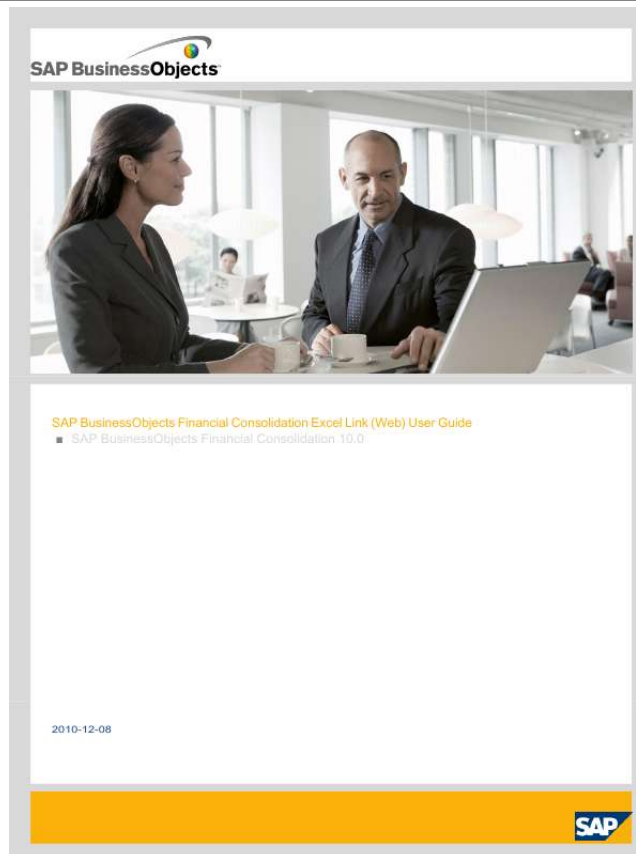 SAP BusinessObjects™
SAP BusinessObjects Financial Consolidation Excel Link (Web) User Guide
■ SAP BusinessObjects Financial Consolidation 10.0
2010-12-08
SAP